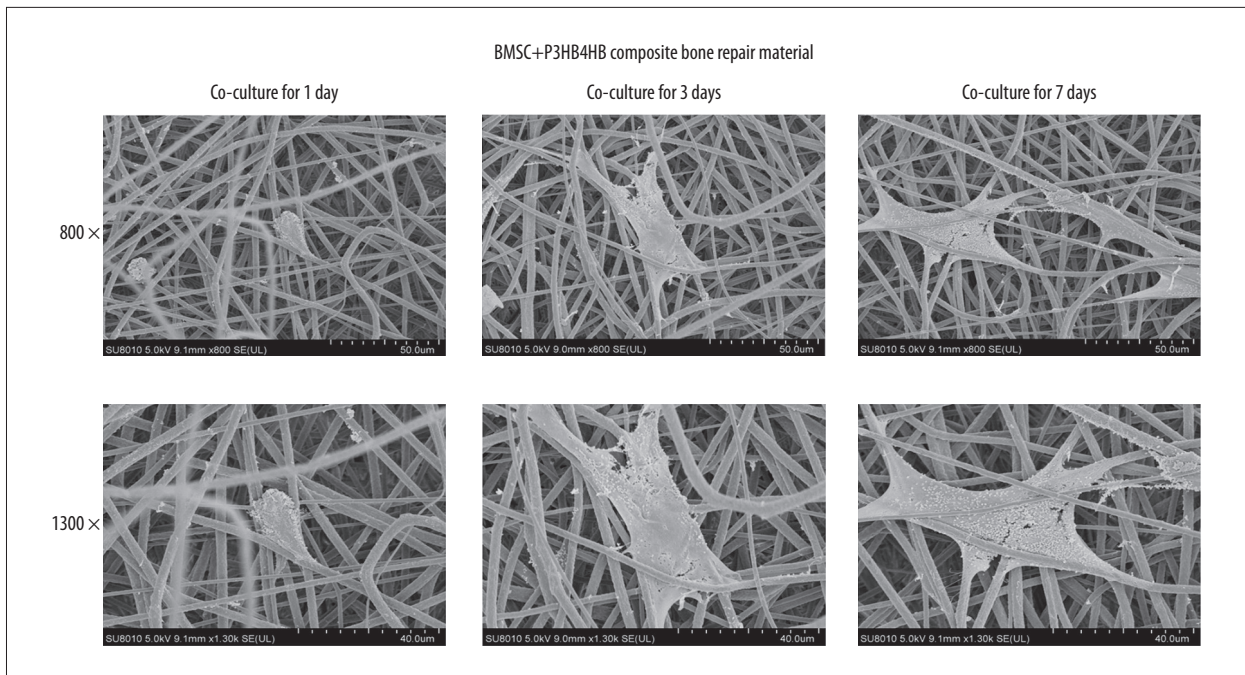 BMSC+P3HB4HB composite bone repair material
Co-culture for 1 day
Co-culture for 3 days
Co-culture for 7 days
800 ×
SU8010 5.0kV 9.1mm x800 SE(UL)
50.0um
SU8010 5.0kV 9.0mm x800 SE(UL)
50.0um
SU8010 5.0kV 9.1mm x800 SE(UL)
50.0um
1300 ×
SU8010 5.0kV 9.1mm x1.30k SE(UL)
40.0um
SU8010 5.0kV 9.0mm x1.30k SE(UL)
40.0um
SU8010 5.0kV 9.1mm x1.30k SE(UL)
40.0um